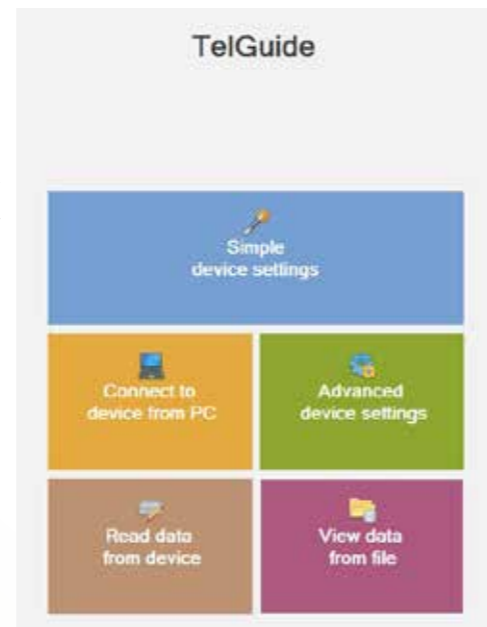 TelGuide
Simple
device settings
Connect to
device from PC
Advanced
device settings
Read data
from device
View data
from file